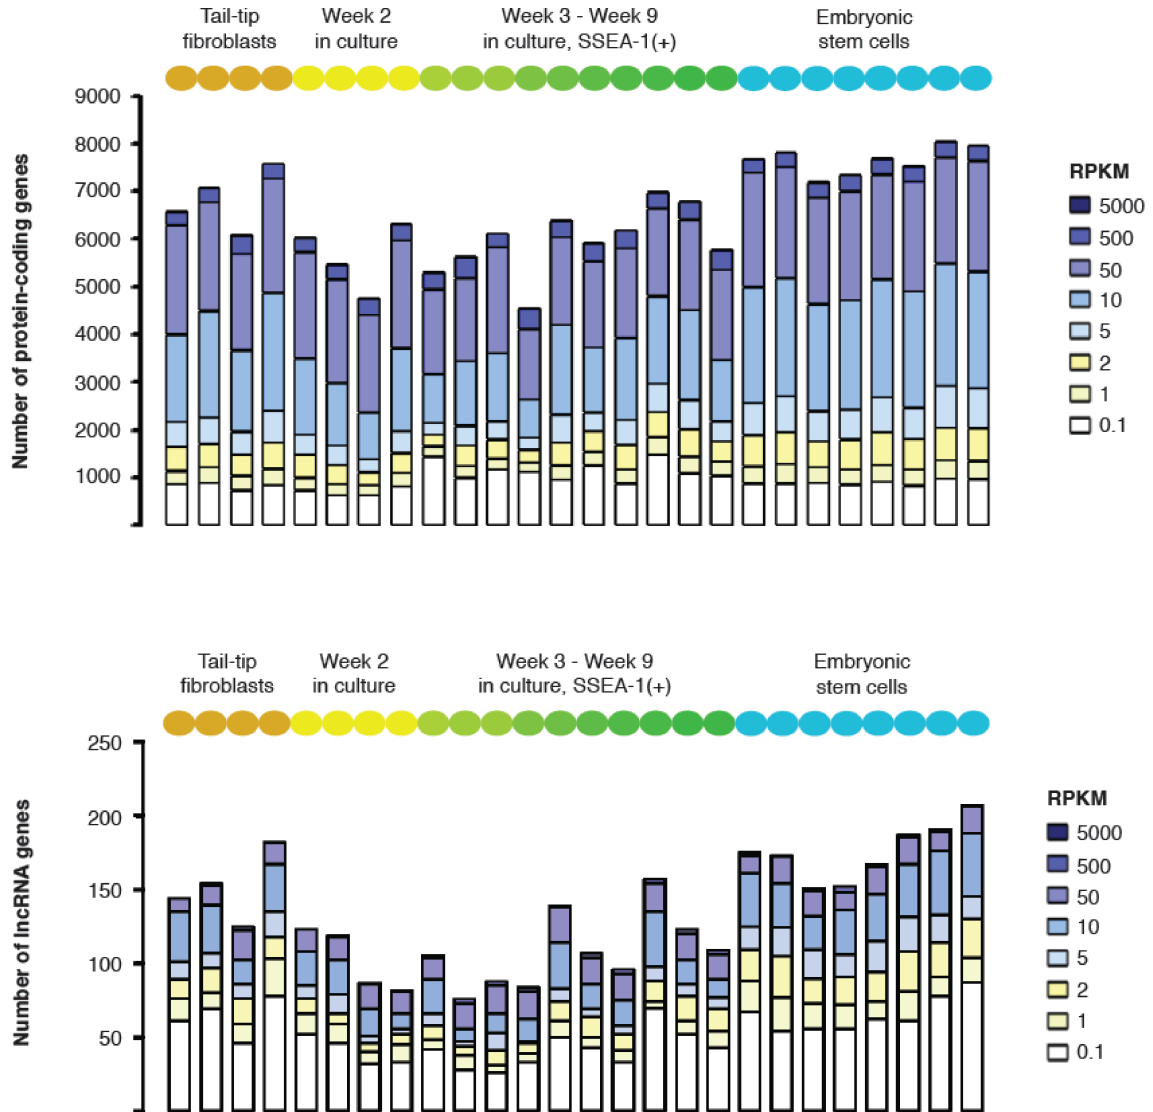 Tail-tip
fibroblasts
Week 2
in culture
Week 3 - Week 9
in culture, SSEA-1(+)
Embryonic
stem cells
Number of protein-coding genes
9000
8000
7000
6000
5000
4000
3000
2000
1000
RPKM
5000
500
50
10
5
2
1
0.1
Tail-tip
fibroblasts
Week 2
in culture
Week 3 - Week 9
in culture, SSEA-1(+)
Embryonic
stem cells
Number of lncRNA genes
250
200
150
100
50
RPKM
5000
500
50
10
5
2
1
0.1